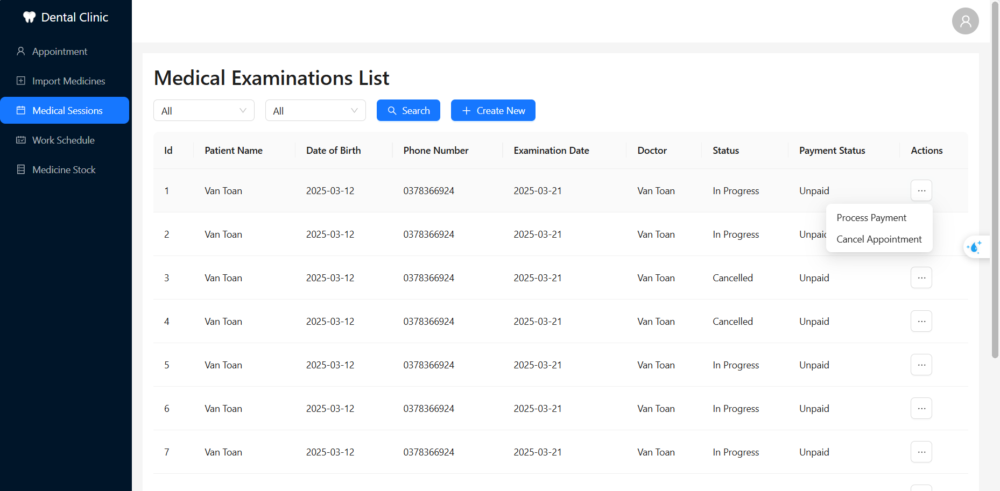 Dental Clinic
Appointment
Import Medicines
Medical Sessions
Work Schedule
Medicine Stock
Medical Examinations List
All All Search Create New
Id Patient Name Date of Birth Phone Number Examination Date Doctor Status Payment Status Actions
1 Van Toan 2025-03-12 0378366924 2025-03-21 Van Toan In Progress Unpaid ...
Process Payment
Cancel Appointment
2 Van Toan 2025-03-12 0378366924 2025-03-21 Van Toan In Progress Unpaid
3 Van Toan 2025-03-12 0378366924 2025-03-21 Van Toan Cancelled Unpaid ...
4 Van Toan 2025-03-12 0378366924 2025-03-21 Van Toan Cancelled Unpaid ...
5 Van Toan 2025-03-12 0378366924 2025-03-21 Van Toan In Progress Unpaid ...
6 Van Toan 2025-03-12 0378366924 2025-03-21 Van Toan In Progress Unpaid ...
7 Van Toan 2025-03-12 0378366924 2025-03-21 Van Toan In Progress Unpaid ...